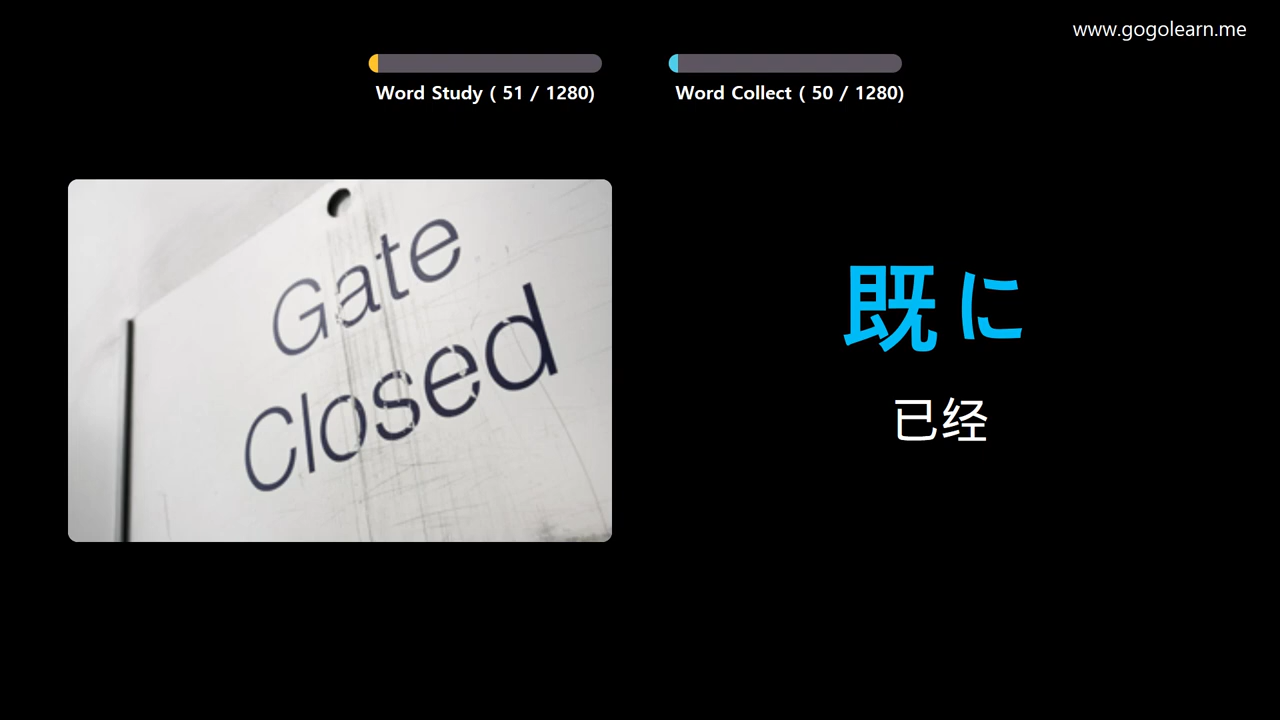 www.gogolearn.me
Word Study ( 51 / 1280)
Word Collect ( 50 / 1280)
Gate
Closed
既に
已经